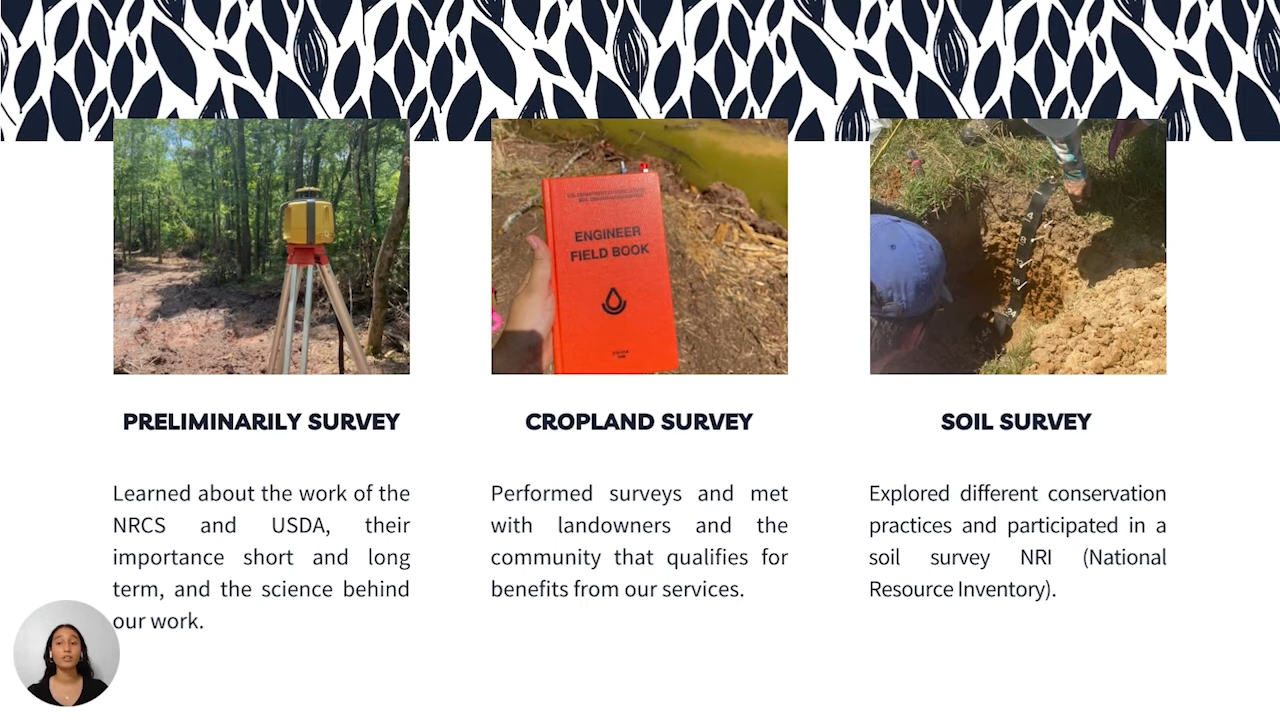 ENGINEER
FIELD BOOK
PRELIMINARILY SURVEY
CROPLAND SURVEY
SOIL SURVEY
Learned about the work of the
NRCS and USDA, their
importance short and long
term, and the science behind
our work.
Performed surveys and met
with landowners and the
community that qualifies for
benefits from our services.
Explored different conservation
practices and participated in a
soil survey NRI (National
Resource Inventory).